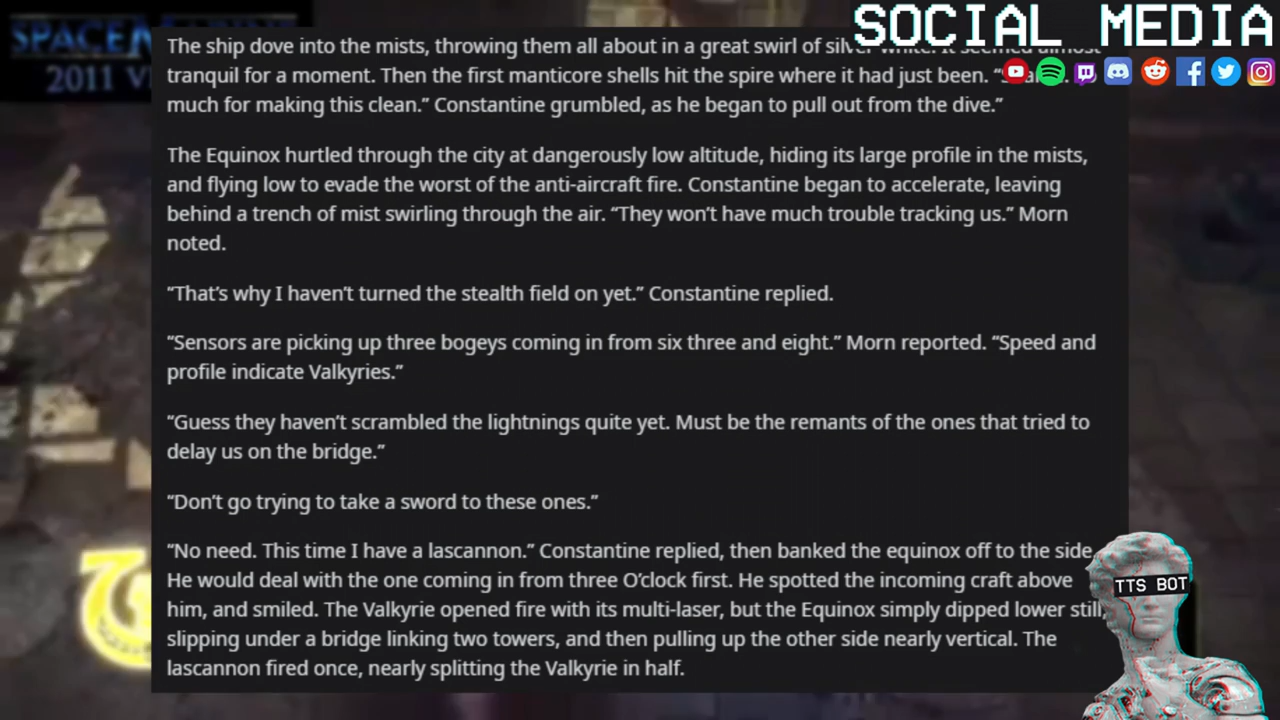 SOCIAL MEDIA
SPACEM
2011 V
The ship dove into the mists, throwing them all about in a great swirl of silver white. It seemed almost
tranquil for a moment. Then the first manticore shells hit the spire where it had just been. “
much for making this clean.” Constantine grumbled, as he began to pull out from the dive.”
The Equinox hurtled through the city at dangerously low altitude, hiding its large profile in the mists,
and flying low to evade the worst of the anti-aircraft fire. Constantine began to accelerate, leaving
behind a trench of mist swirling through the air. “They won’t have much trouble tracking us.” Morn
noted.
“That’s why I haven’t turned the stealth field on yet.” Constantine replied.
“Sensors are picking up three bogeys coming in from six three and eight.” Morn reported. “Speed and
profile indicate Valkyries.”
“Guess they haven’t scrambled the lightnings quite yet. Must be the remants of the ones that tried to
delay us on the bridge.”
“Don’t go trying to take a sword to these ones.”
“No need. This time I have a lascannon.” Constantine replied, then banked the equinox off to the side.
He would deal with the one coming in from three O’clock first. He spotted the incoming craft above
him, and smiled. The Valkyrie opened fire with its multi-laser, but the Equinox simply dipped lower still,
slipping under a bridge linking two towers, and then pulling up the other side nearly vertical. The
lascannon fired once, nearly splitting the Valkyrie in half.
TTS BOT